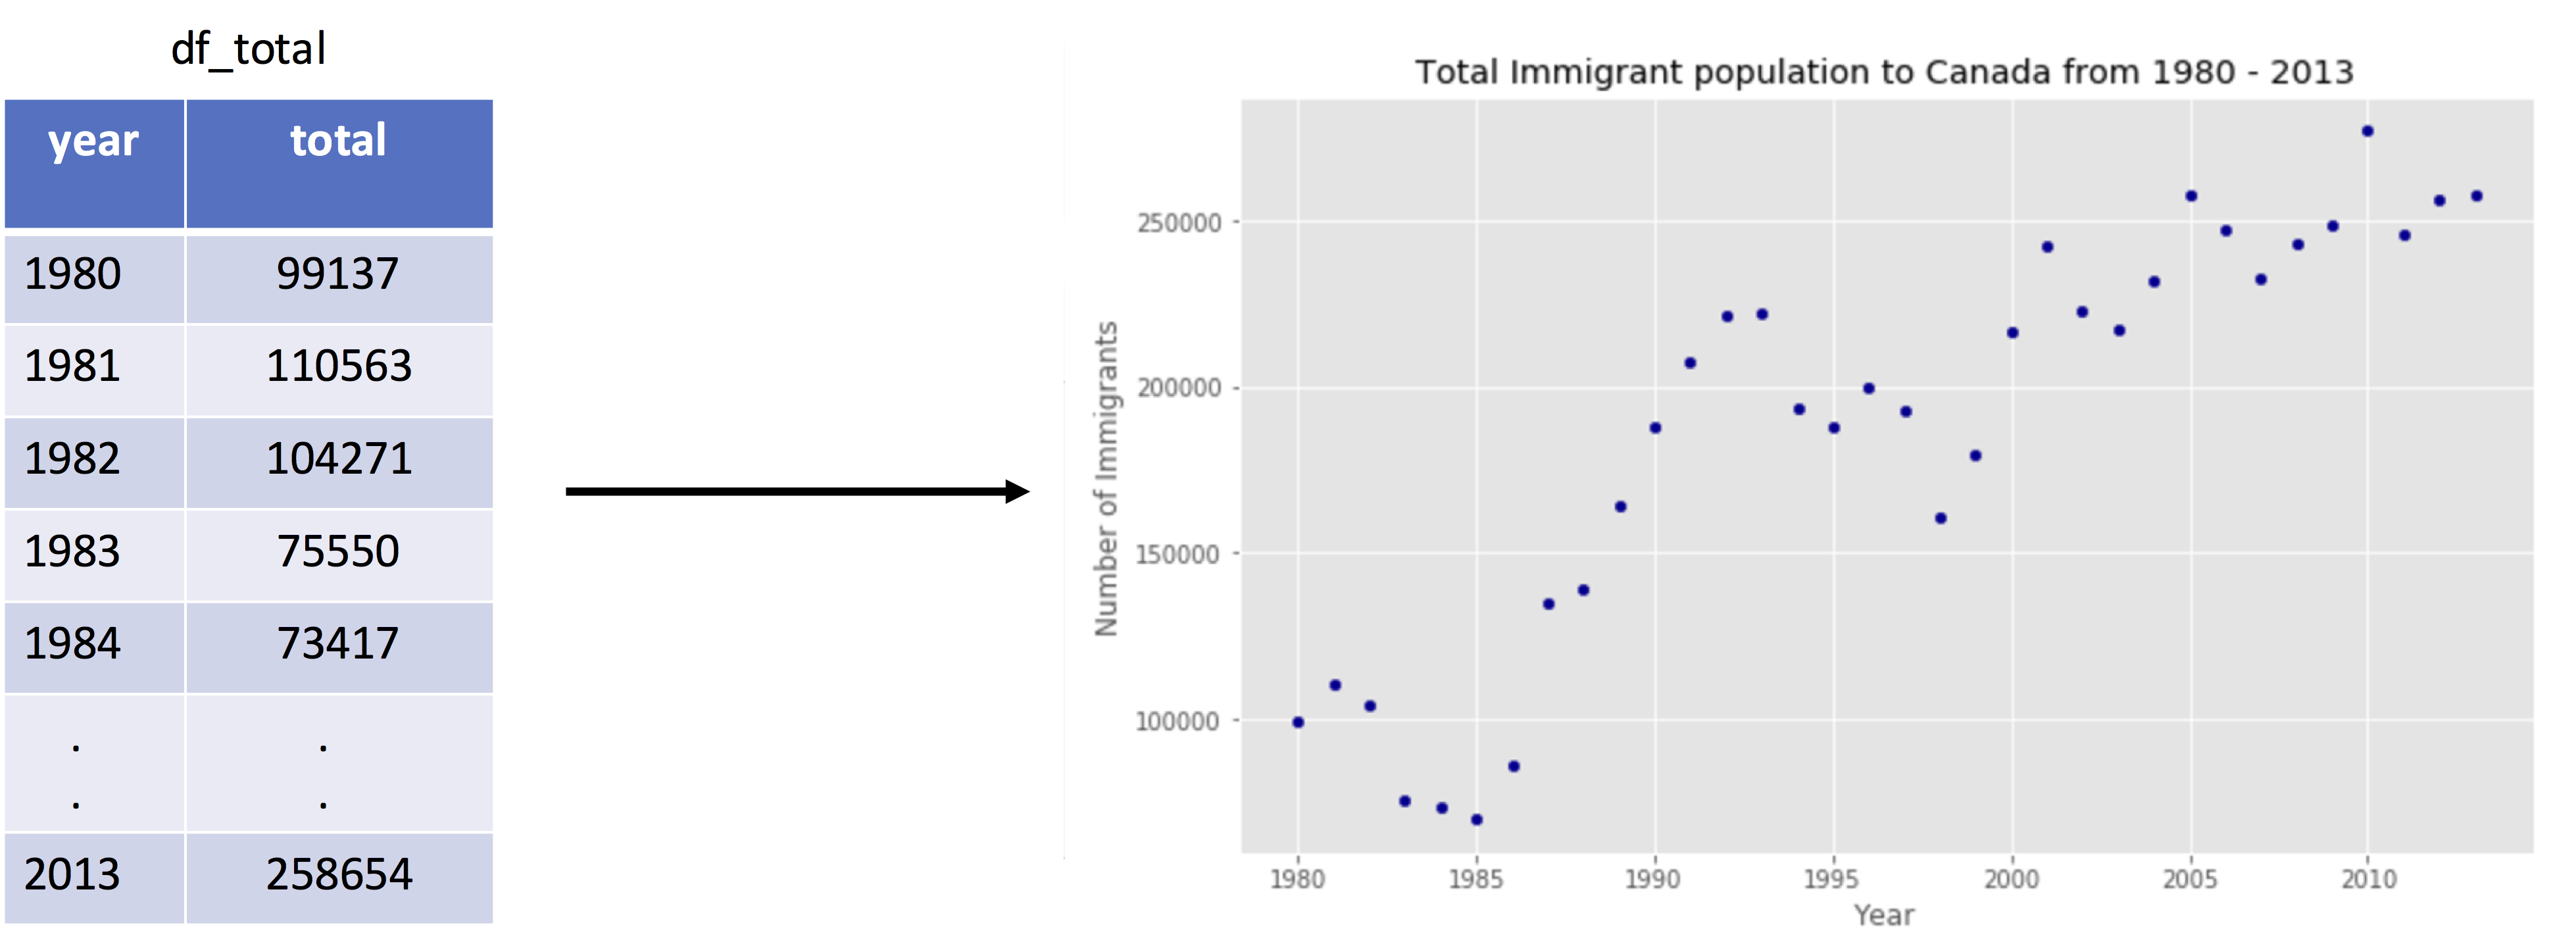 df_total
year total
1980 99137
1981 110563
1982 104271
1983 75550
1984 73417
. .
. .
2013 258654
Total Immigrant population to Canada from 1980 - 2013
Number of Immigrants
250000
200000
150000
100000
1980 1985 1990 1995 2000 2005 2010
Year